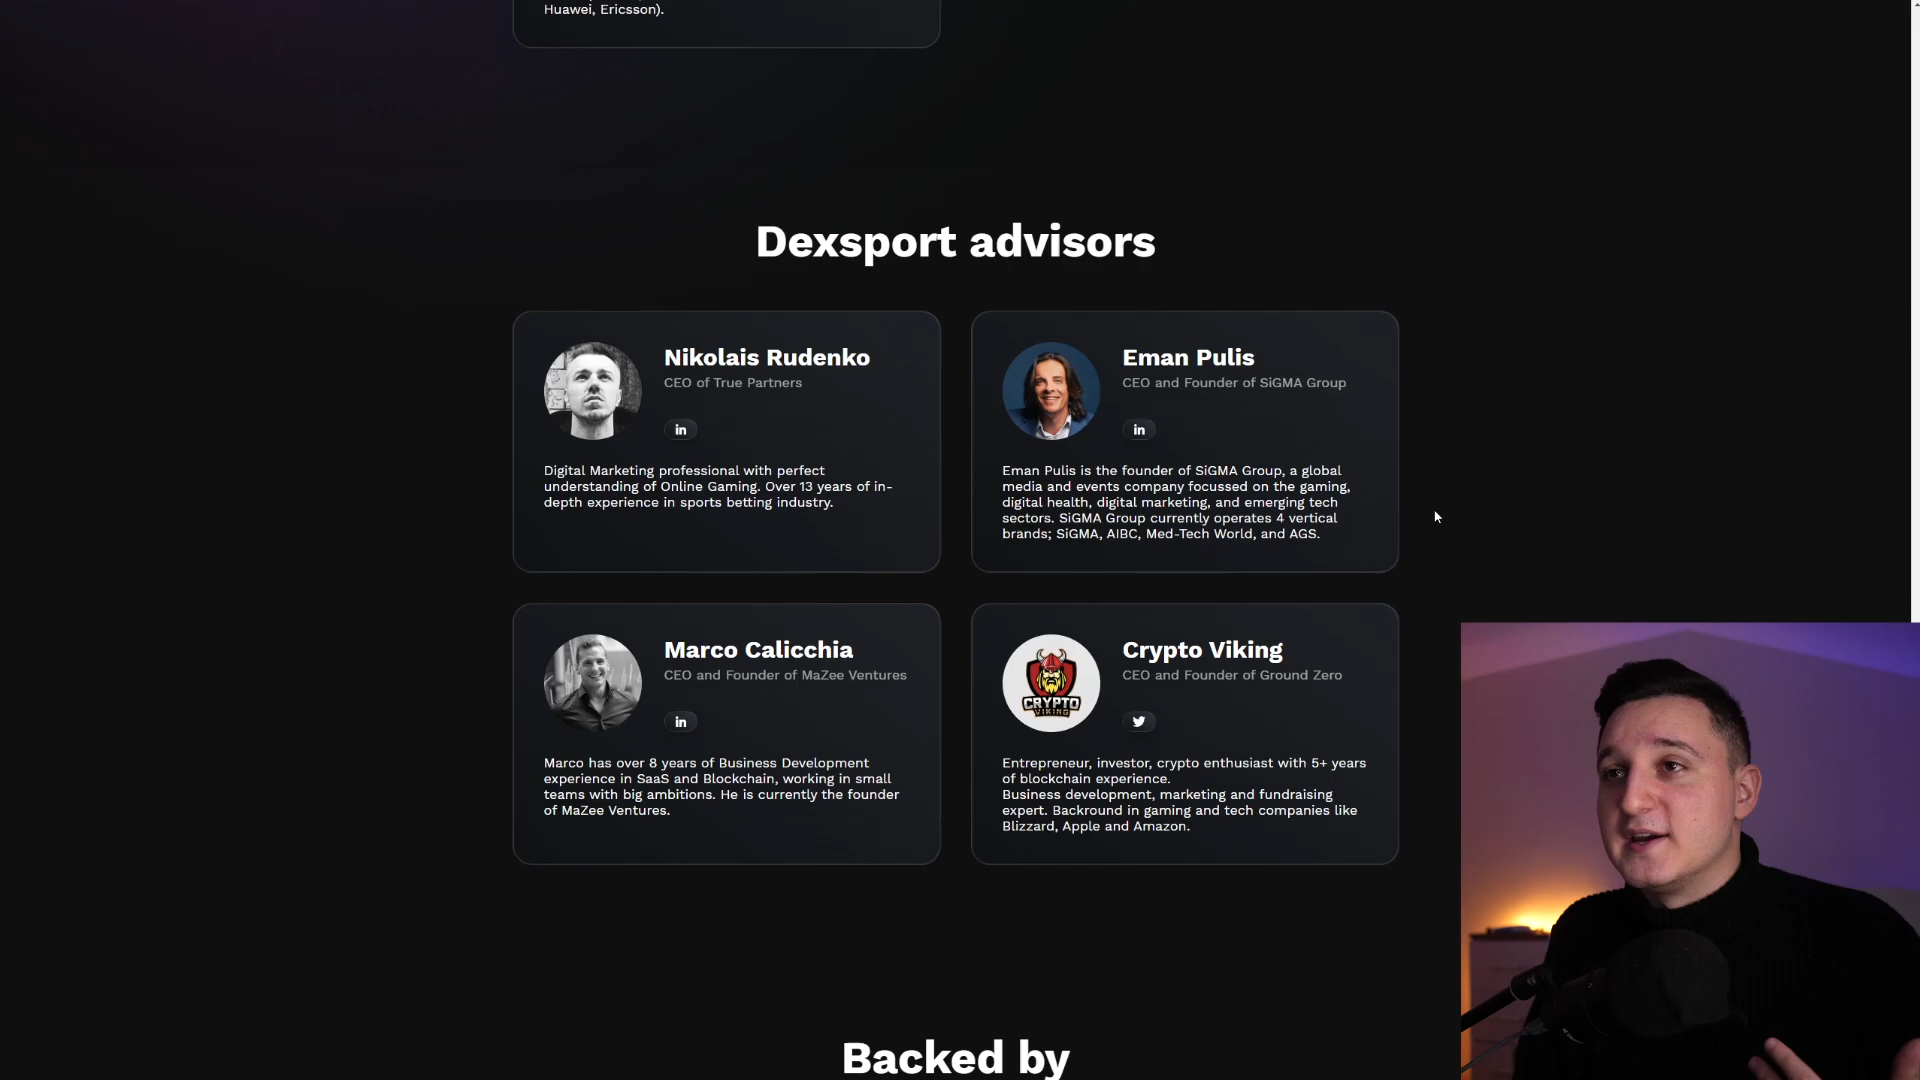 Huawei, Ericsson).
Dexsport advisors
Nikolais Rudenko
CEO of True Partners
in
Digital Marketing professional with perfect
understanding of Online Gaming. Over 13 years of in-
depth experience in sports betting industry.
Eman Pulis
CEO and Founder of SiGMA Group
in
Eman Pulis is the founder of SiGMA Group, a global
media and events company focussed on the gaming,
digital health, digital marketing, and emerging tech
sectors. SiGMA Group currently operates 4 vertical
brands; SiGMA, AIBC, Med-Tech World, and AGS.
Marco Calicchia
CEO and Founder of MaZee Ventures
in
Marco has over 8 years of Business Development
experience in SaaS and Blockchain, working in small
teams with big ambitions. He is currently the founder
of MaZee Ventures.
CRYPTO
VIKING
Crypto Viking
CEO and Founder of Ground Zero
Entrepreneur, investor, crypto enthusiast with 5+ years
of blockchain experience.
Business development, marketing and fundraising
expert. Backround in gaming and tech companies like
Blizzard, Apple and Amazon.
Backed by